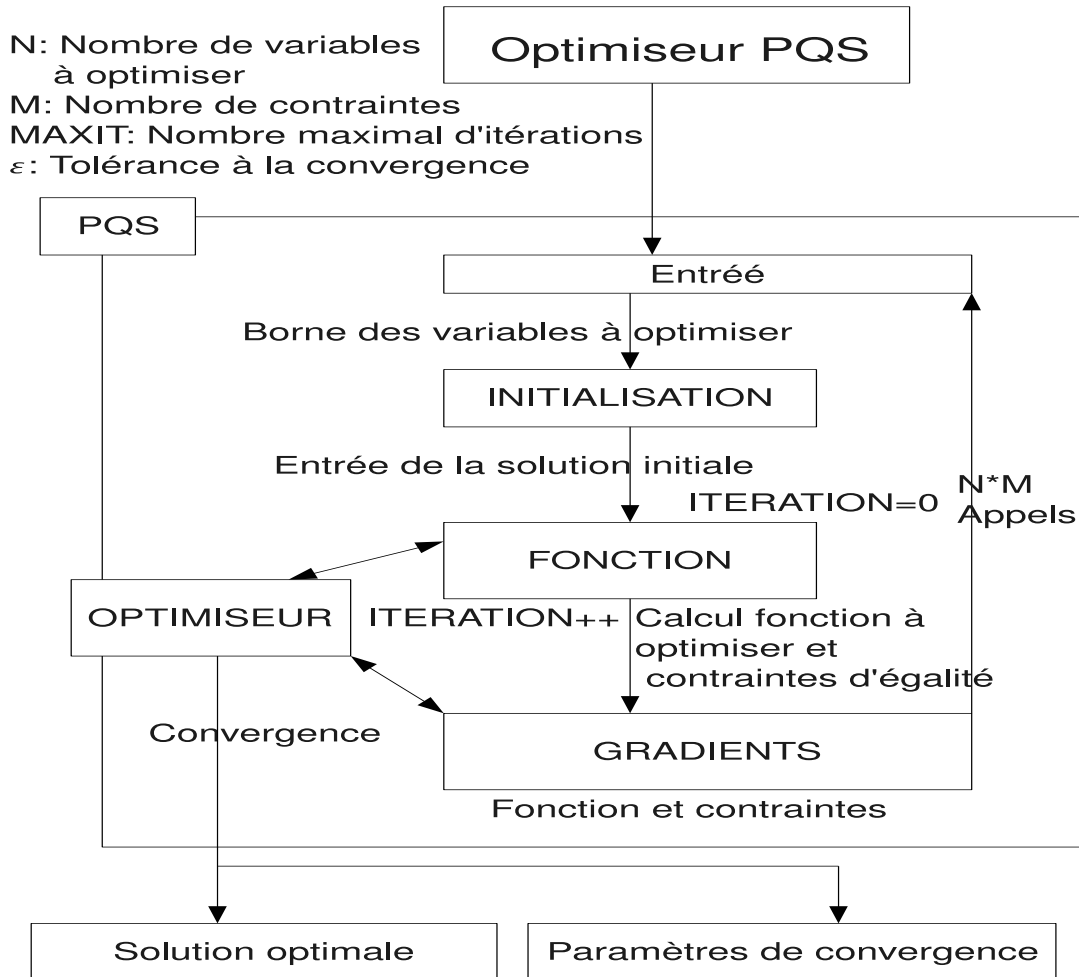 N: Nombre de variables
à optimiser
M: Nombre de contraintes
MAXIT: Nombre maximal d'itérations
ε: Tolérance à la convergence
Optimiseur PQS
PQS
Entréé
Borne des variables à optimiser
INITIALISATION
Entrée de la solution initiale
ITERATION=0
N*M
Appels
FONCTION
OPTIMISEUR
ITERATION++
Calcul fonction à
optimiser et
contraintes d'égalité
Convergence
GRADIENTS
Fonction et contraintes
Solution optimale
Paramètres de convergence